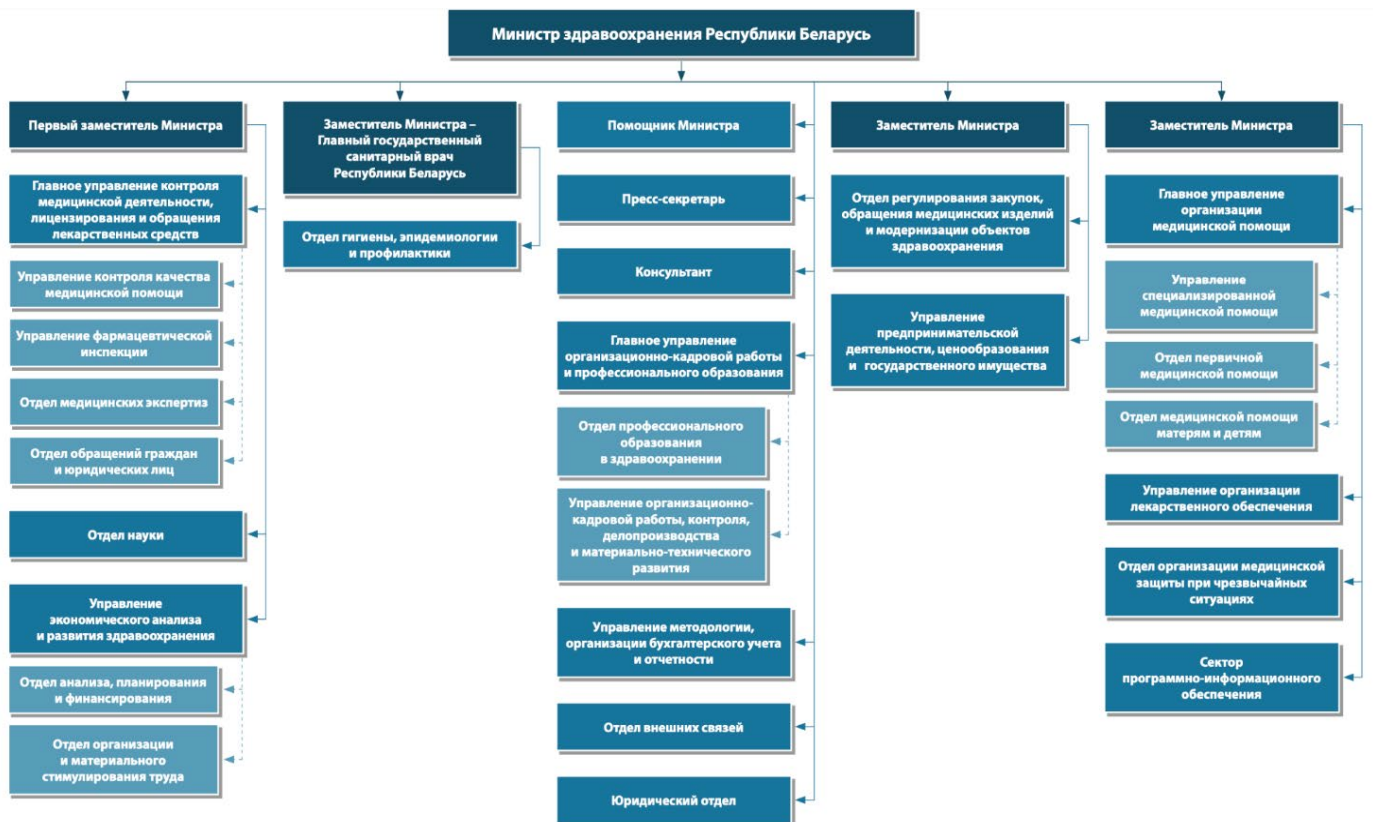 Министр здравоохранения Республики Беларусь
Первый заместитель Министра
Главное управление контроля
медицинской деятельности,
лицензирования и обращения
лекарственных средств
Управление контроля качества
медицинской помощи
Управление фармацевтической
инспекции
Отдел медицинских экспертиз
Отдел обращений граждан
и юридических лиц
Отдел науки
Управление
экономического анализа
и развития здравоохранения
Отдел анализа, планирования
и финансирования
Отдел организации
и материального
стимулирования труда
Заместитель Министра –
Главный государственный
санитарный врач
Республики Беларусь
Отдел гигиены, эпидемиологии
и профилактики
Помощник Министра
Пресс-секретарь
Консультант
Главное управление
организационно-кадровой работы
и профессионального образования
Отдел профессионального
образования
в здравоохранении
Управление организационно-
кадровой работы, контроля,
делопроизводства
и материально-технического
развития
Управление методологии,
организации бухгалтерского учета
и отчетности
Отдел внешних связей
Юридический отдел
Заместитель Министра
Отдел регулирования закупок,
обращения медицинских изделий
и модернизации объектов
здравоохранения
Управление
предпринимательской
деятельности, ценообразования
и государственного имущества
Заместитель Министра
Главное управление
организации
медицинской помощи
Управление
специализированной
медицинской помощи
Отдел первичной
медицинской помощи
Отдел медицинской помощи
матерям и детям
Управление организации
лекарственного обеспечения
Отдел организации медицинской
защиты при чрезвычайных
ситуациях
Сектор
программно-информационного
обеспечения